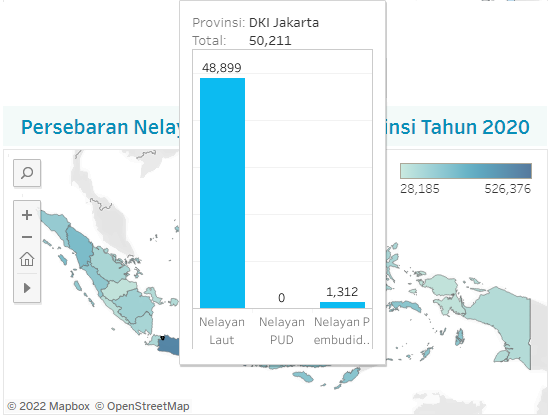 Provinsi: DKI Jakarta
Total: 50,211
48,899
0
1,312
Nelayan Laut
Nelayan PUD
Nelayan P embudid..
Persebaran Nelay
insi Tahun 2020
28,185 526,376
© 2022 Mapbox © OpenStreetMap